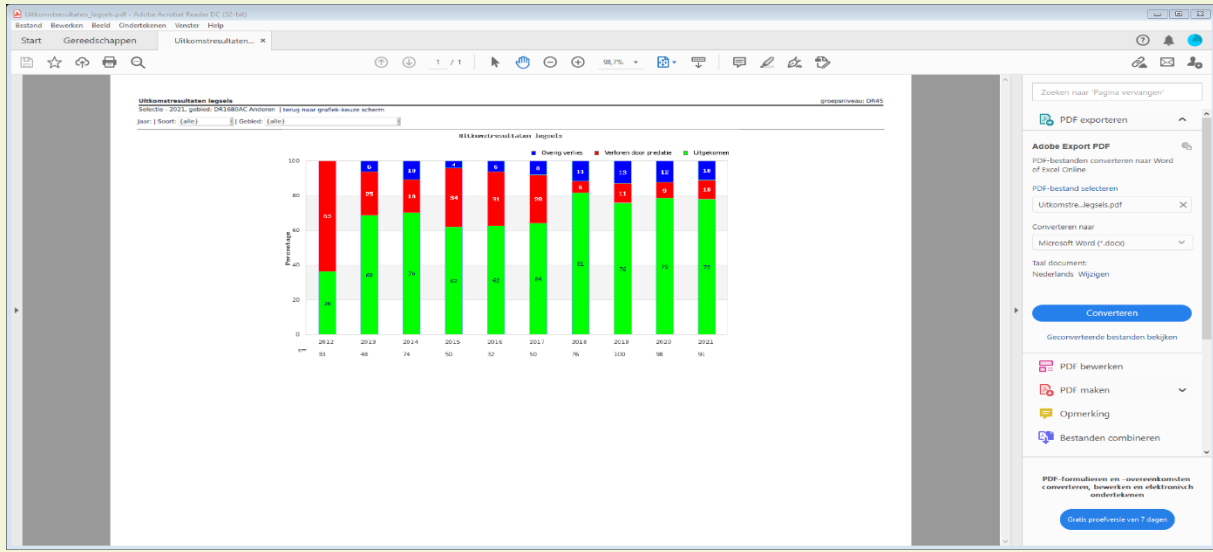 Uitkomstresultaten_legsels.pdf - Adobe Acrobat Reader DC (32-bit)
Bestand Bewerken Beeld Ondertekenen Venster Help
Start Gereedschappen Uitkomstresultaten... ×
1 / 1 98,7%
Uitkomstresultaten legsels
groepsniveau: DR45
Selectie - 2021, gebied: DR1680AC Anderen | terug naar grafiek-keuze scherm
Jaar: | Soort: {alle} | Gebied: {alle}
Uitkomstresultaten legsels
Overig verlies Verloren door predatie Uitgekomen
Percentage
100
80
60
40
20
0
6 10 4 6 8 11 13 12 10
63 25 19 34 31 28 6 11 9 10
36 68 70 62 62 64 81 76 78 78
2012 2013 2014 2015 2016 2017 2018 2019 2020 2021
n= 33 48 74 50 32 50 76 100 98 91
Zoeken naar 'Pagina vervangen'
PDF exporteren
Adobe Export PDF
PDF-bestanden converteren naar Word
of Excel Online
PDF-bestand selecteren
Uitkomstre...legsels.pdf
Converteren naar
Microsoft Word (*.docx)
Taal document:
Nederlands Wijzigen
Converteren
Geconverteerde bestanden bekijken
PDF bewerken
PDF maken
Opmerking
Bestanden combineren
PDF-formulieren en -overeenkomsten
converteren, bewerken en elektronisch
ondertekenen
Gratis proefversie van 7 dagen